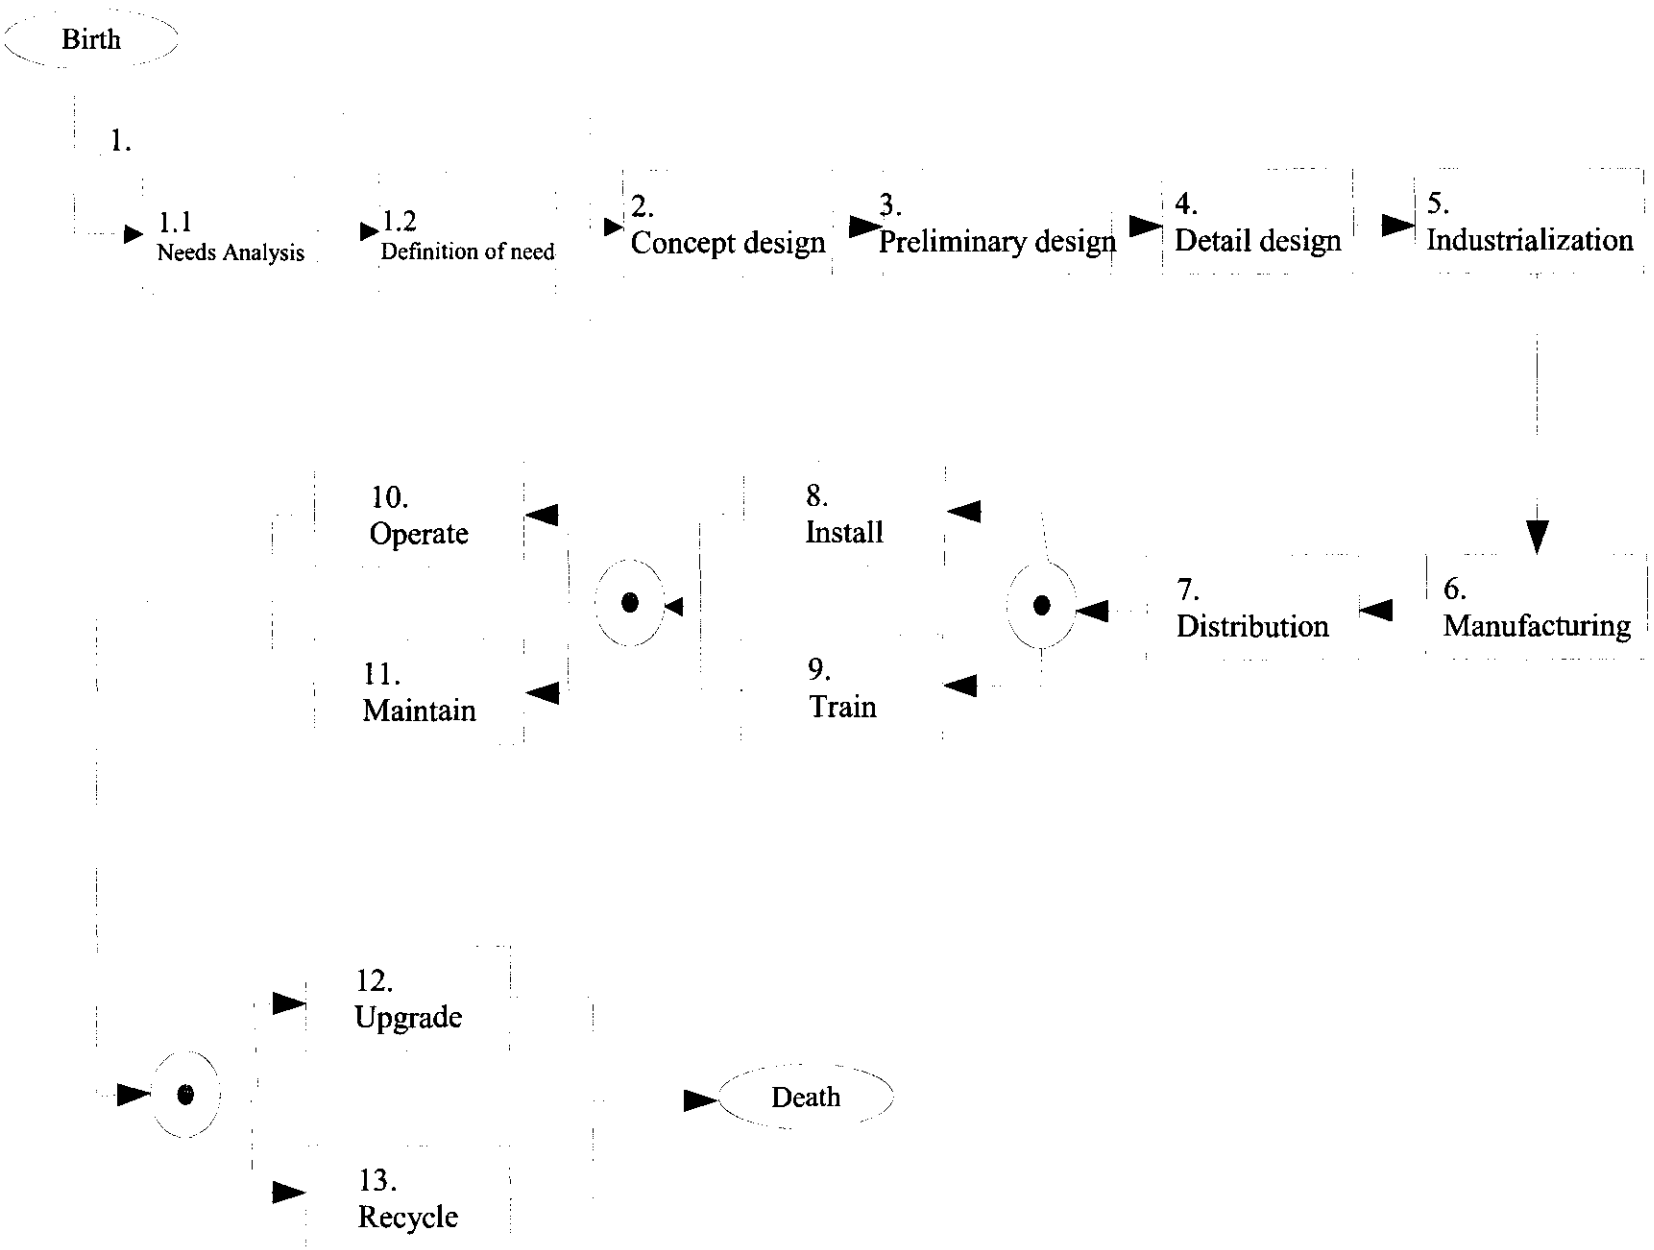 Birth
1.
1.1
Needs Analysis
1.2
Definition of need
2.
Concept design
3.
Preliminary design
4.
Detail design
5.
Industrialization
10.
Operate
8.
Install
7.
Distribution
6.
Manufacturing
11.
Maintain
9.
Train
12.
Upgrade
Death
13.
Recycle